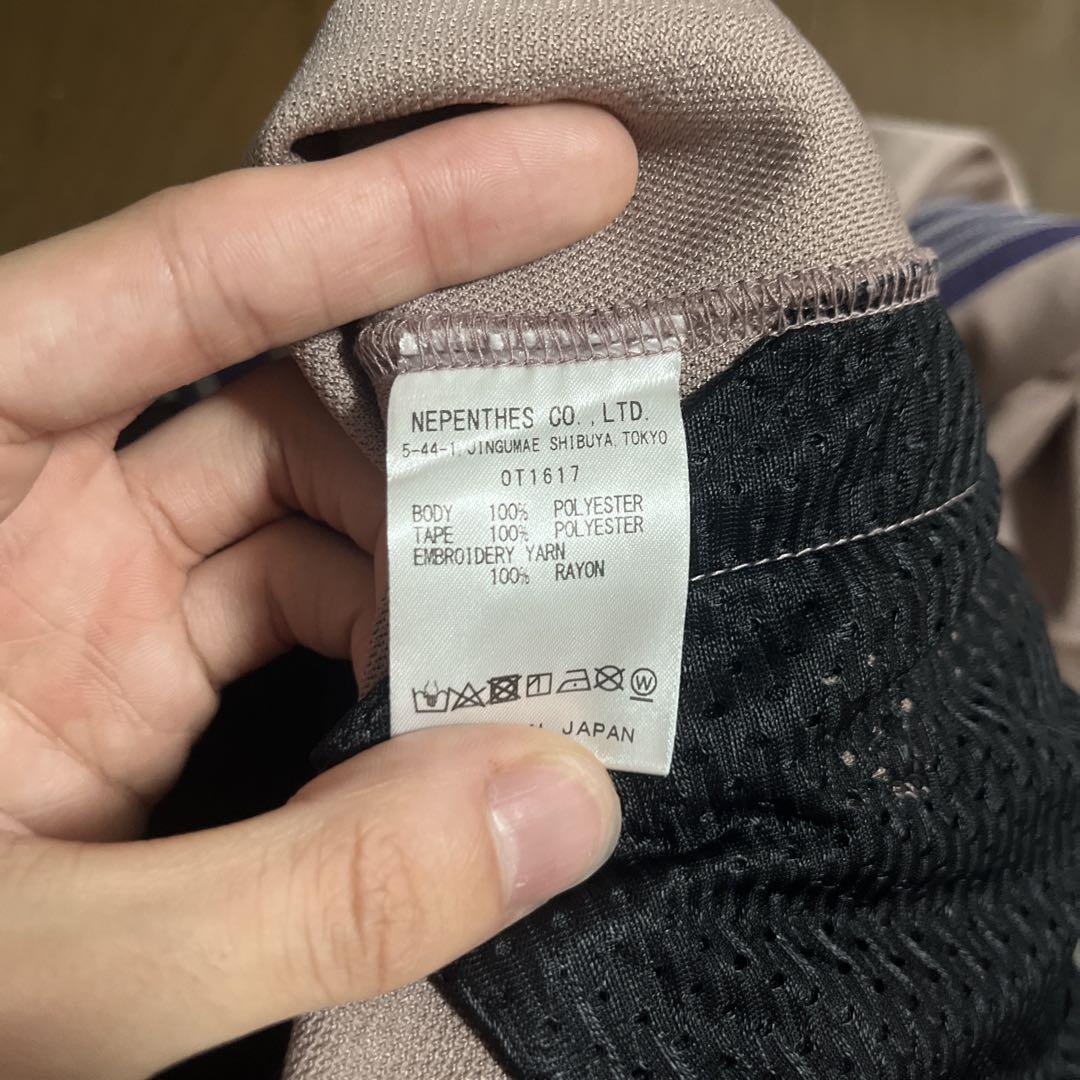 NEPENTHES CO.,LTD.
5-44-1 JINGUMAE SHIBUYA TOKYO
OT1617
BODY 100% POLYESTER
TAPE 100% POLYESTER
EMBROIDERY YARN
100% RAYON
W
JAPAN